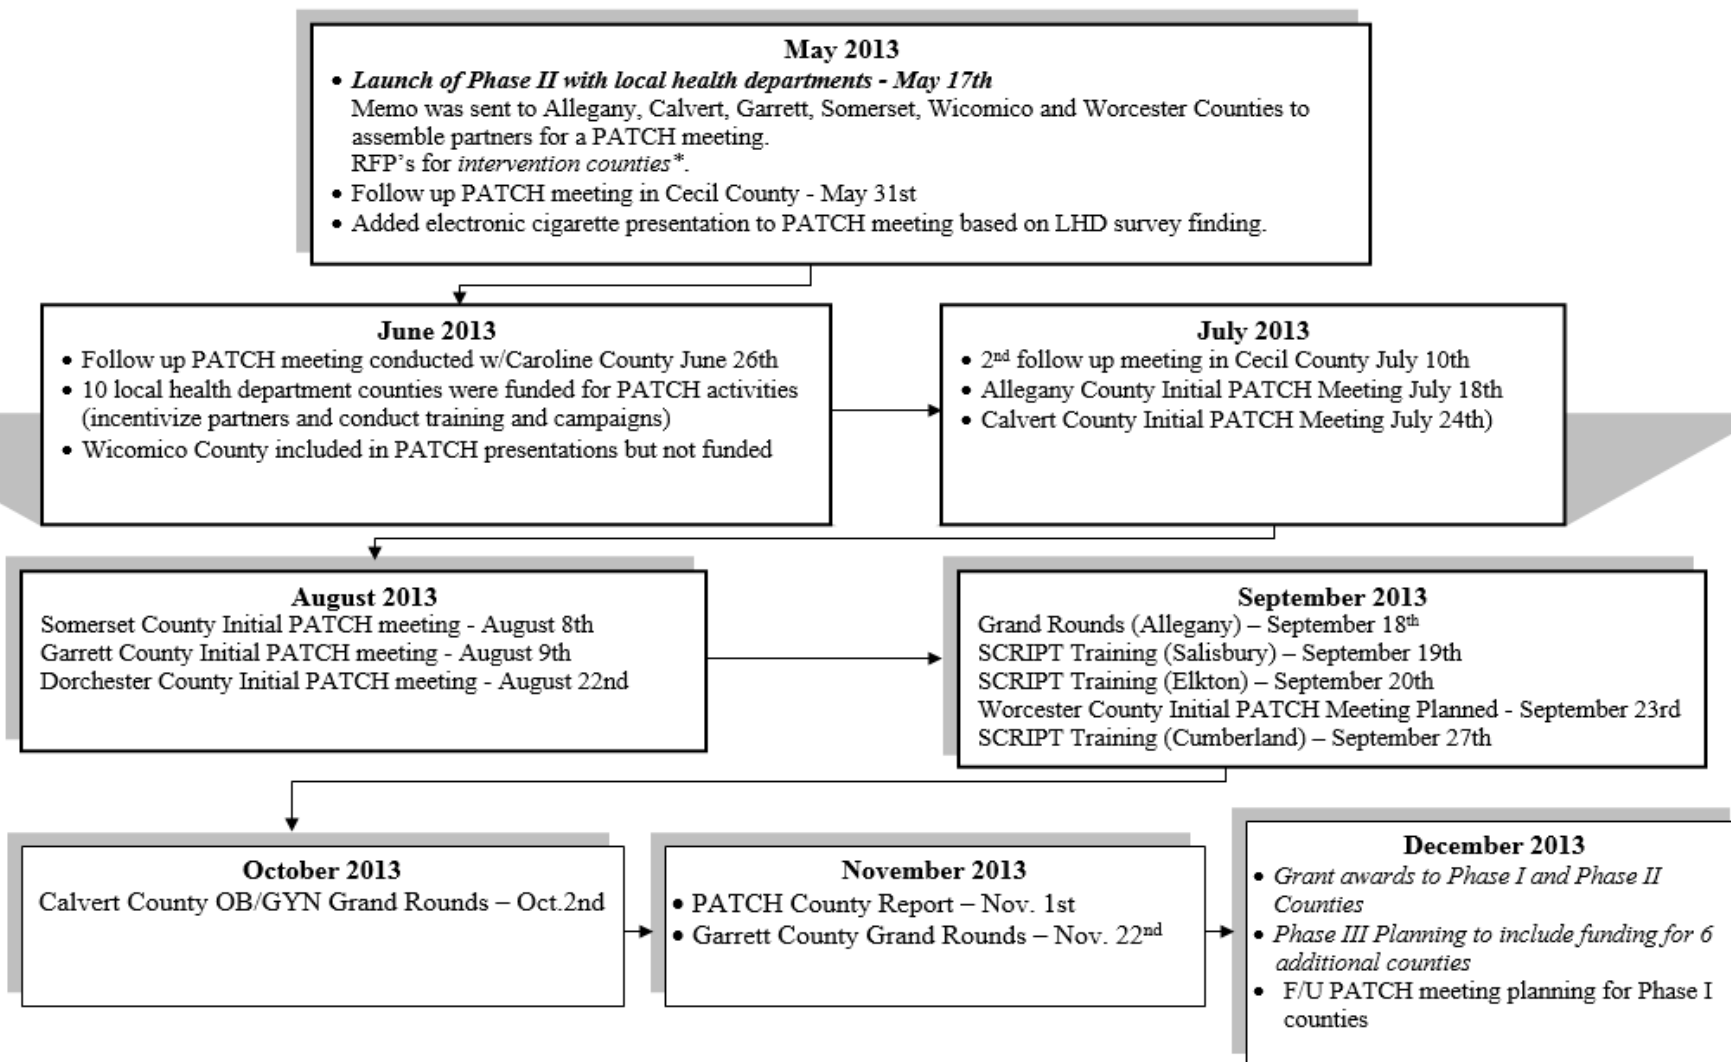 May 2013
• Launch of Phase II with local health departments - May 17th
Memo was sent to Allegany, Calvert, Garrett, Somerset, Wicomico and Worcester Counties to
assemble partners for a PATCH meeting.
RFP's for intervention counties*.
• Follow up PATCH meeting in Cecil County - May 31st
• Added electronic cigarette presentation to PATCH meeting based on LHD survey finding.
June 2013
• Follow up PATCH meeting conducted w/Caroline County June 26th
• 10 local health department counties were funded for PATCH activities
(incentivize partners and conduct training and campaigns)
• Wicomico County included in PATCH presentations but not funded
July 2013
• 2nd follow up meeting in Cecil County July 10th
• Allegany County Initial PATCH Meeting July 18th
• Calvert County Initial PATCH Meeting July 24th)
August 2013
Somerset County Initial PATCH meeting - August 8th
Garrett County Initial PATCH meeting - August 9th
Dorchester County Initial PATCH meeting - August 22nd
September 2013
Grand Rounds (Allegany) – September 18th
SCRIPT Training (Salisbury) – September 19th
SCRIPT Training (Elkton) – September 20th
Worcester County Initial PATCH Meeting Planned - September 23rd
SCRIPT Training (Cumberland) – September 27th
October 2013
Calvert County OB/GYN Grand Rounds – Oct.2nd
November 2013
• PATCH County Report – Nov. 1st
• Garrett County Grand Rounds – Nov. 22nd
December 2013
• Grant awards to Phase I and Phase II
Counties
• Phase III Planning to include funding for 6
additional counties
• F/U PATCH meeting planning for Phase I
counties